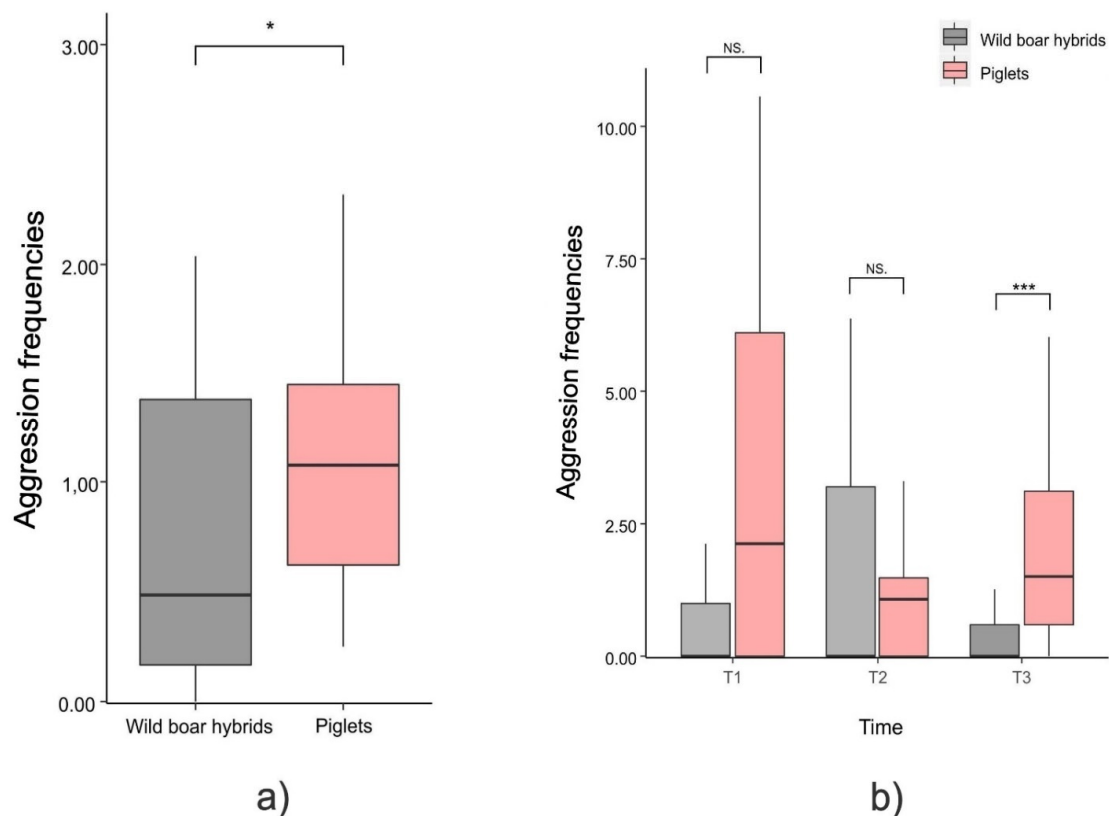 *
3.00
2.00
1,00
0.00
Aggression frequencies
Wild boar hybrids
Piglets
a)
Wild boar hybrids
Piglets
NS.
NS.
***
10.00
7.50
5.00
2.50
0.00
Aggression frequencies
T1
T2
T3
Time
b)